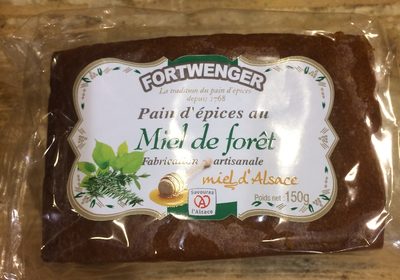 FORTWENGER
La tradition du pain d'épices
depuis 1768
Pain d'épices au
Miel de forêt
Fabrication artisanale
miel d'Alsace
Savourez
l'Alsace
Poids net : 150g